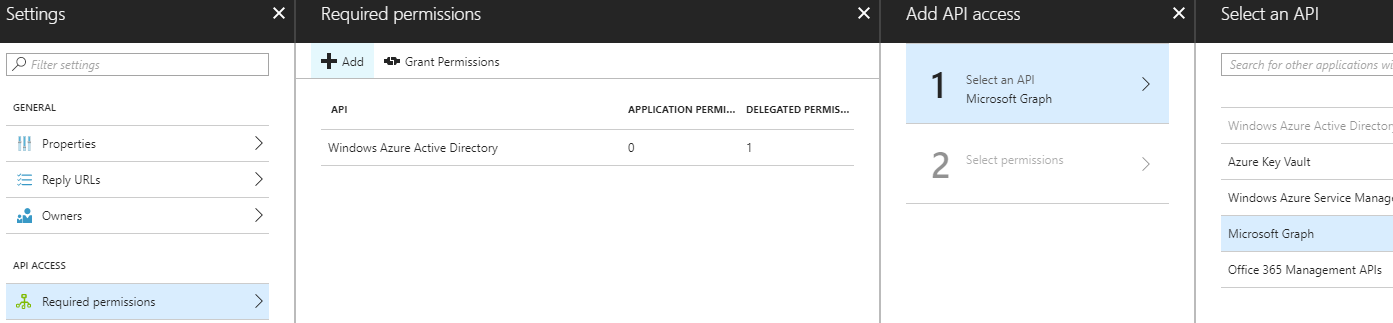 Settings
Filter settings
GENERAL
Properties
Reply URLs
Owners
API ACCESS
Required permissions
Required permissions
Add Grant Permissions
API APPLICATION PERMI... DELEGATED PERMIS...
Windows Azure Active Directory 0 1
Add API access
1 Select an API
Microsoft Graph
2 Select permissions
Select an API
Search for other applications wi
Windows Azure Active Directory
Azure Key Vault
Windows Azure Service Manag
Microsoft Graph
Office 365 Management APIs